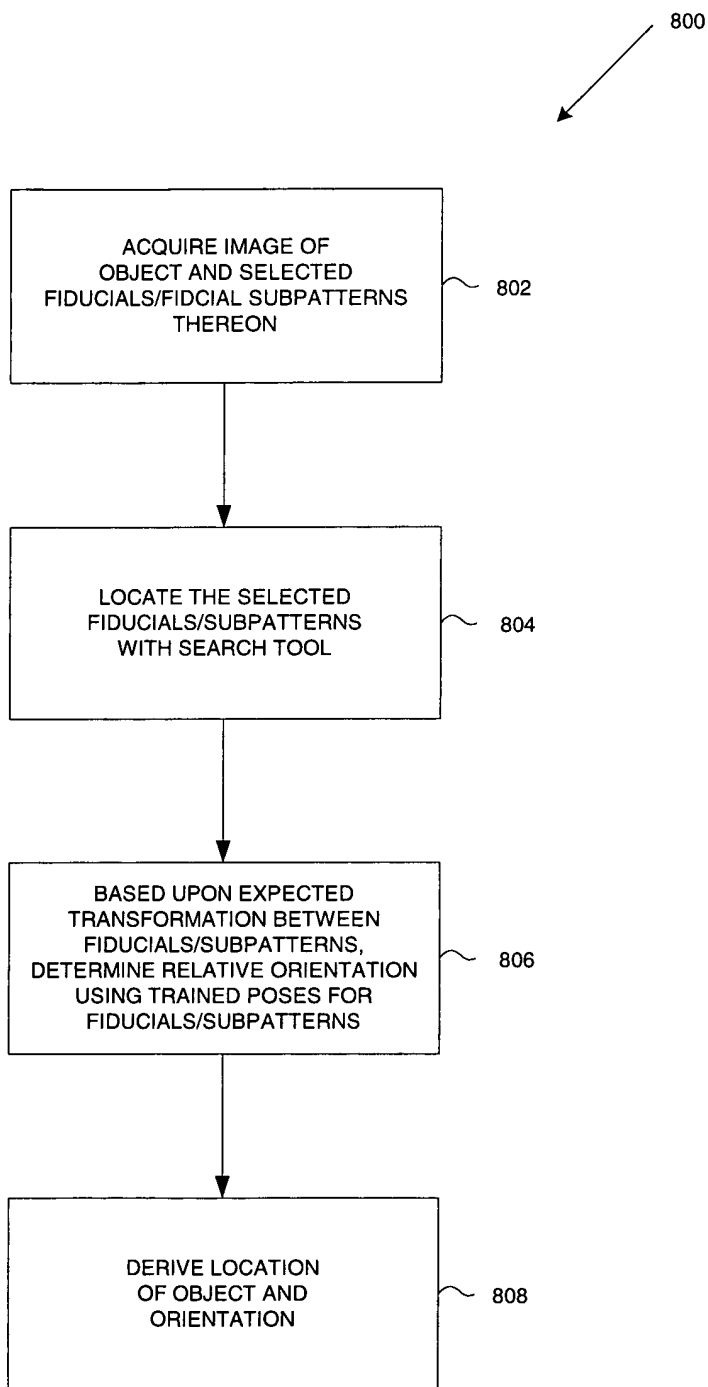 800
ACQUIRE IMAGE OF
OBJECT AND SELECTED
FIDUCIALS/FIDCIAL SUBPATTERNS
THEREON
802
LOCATE THE SELECTED
FIDUCIALS/SUBPATTERNS
WITH SEARCH TOOL
804
BASED UPON EXPECTED
TRANSFORMATION BETWEEN
FIDUCIALS/SUBPATTERNS,
DETERMINE RELATIVE ORIENTATION
USING TRAINED POSES FOR
FIDUCIALS/SUBPATTERNS
806
DERIVE LOCATION
OF OBJECT AND
ORIENTATION
808